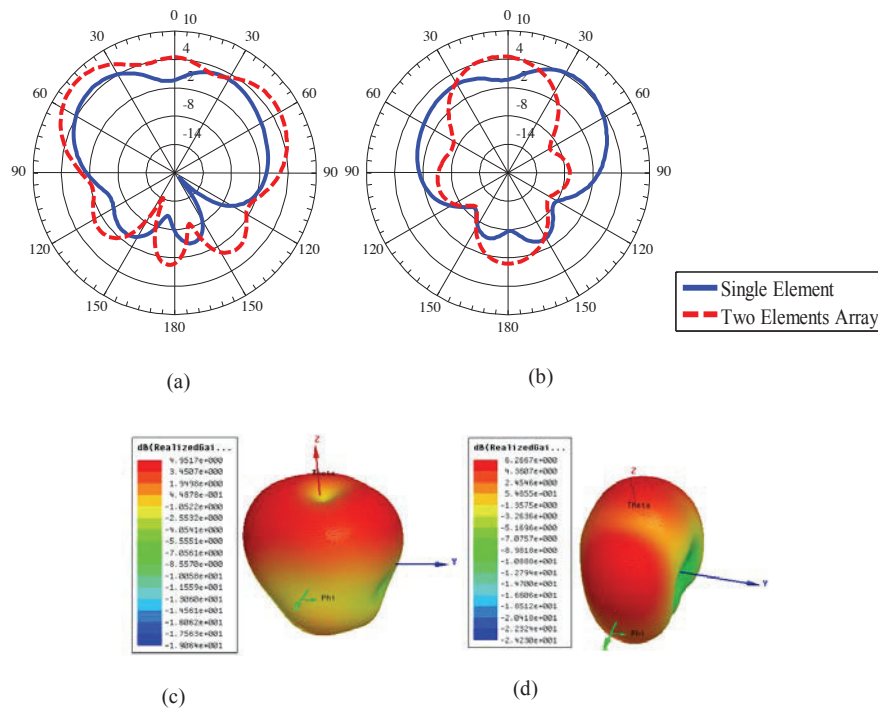 0
10
30
30
4
-2
60
60
-8
-14
90
90
120
120
150
150
180
(a)
0
10
30
30
4
-2
60
60
-8
-14
90
90
120
120
150
150
180
(b)
Single Element
Two Elements Array
dB(RealizedGai...
4.9517e+000
3.4507e+000
1.9498e+000
4.4878e-001
-1.0522e+000
-2.5532e+000
-4.0541e+000
-5.5551e+000
-7.0561e+000
-8.5570e+000
-1.0058e+001
-1.1559e+001
-1.3060e+001
-1.4561e+001
-1.6062e+001
-1.7563e+001
-1.9064e+001
Z
Theta
Y
Phi
(c)
dB(RealizedGai...
6.2667e+000
4.3607e+000
2.4546e+000
5.4855e-001
-1.3575e+000
-3.2636e+000
-5.1696e+000
-7.0757e+000
-8.9818e+000
-1.0888e+001
-1.2794e+001
-1.4700e+001
-1.6606e+001
-1.8512e+001
-2.0418e+001
-2.2324e+001
-2.4230e+001
Z
Theta
Y
Phi
(d)